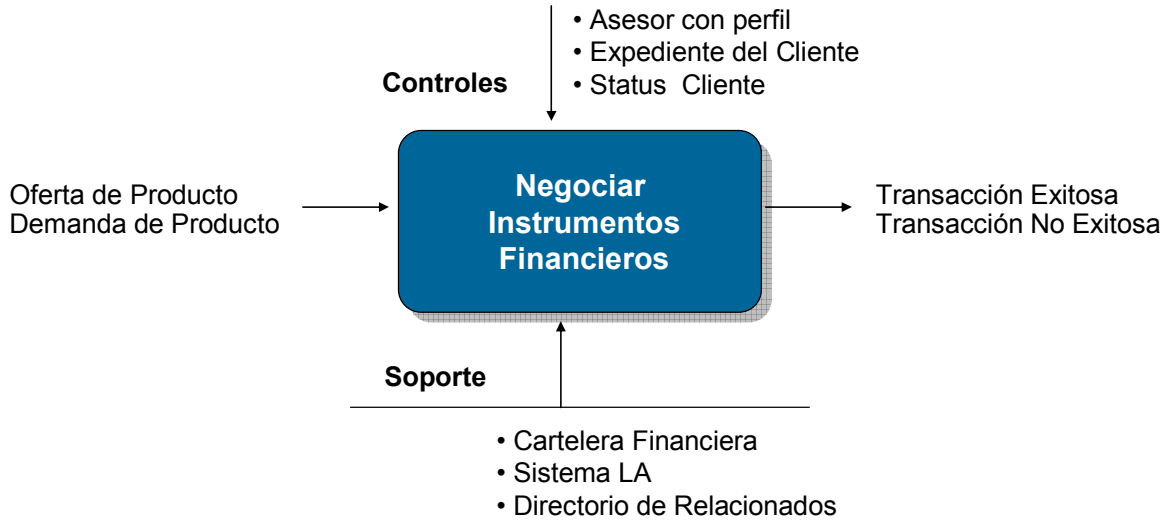 • Asesor con perfil
• Expediente del Cliente
• Status Cliente
Controles
Oferta de Producto
Demanda de Producto
Negociar
Instrumentos
Financieros
Transacción Exitosa
Transacción No Exitosa
Soporte
• Cartelera Financiera
• Sistema LA
• Directorio de Relacionados